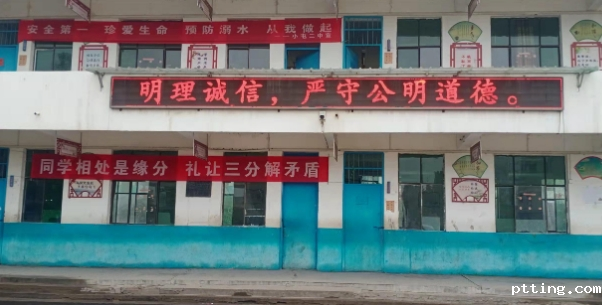 安全第一 珍爱生命 预防溺水 从我做起
明理诚信，严守公明道德。
同学相处是缘分 礼让三分解矛盾
ptting.com